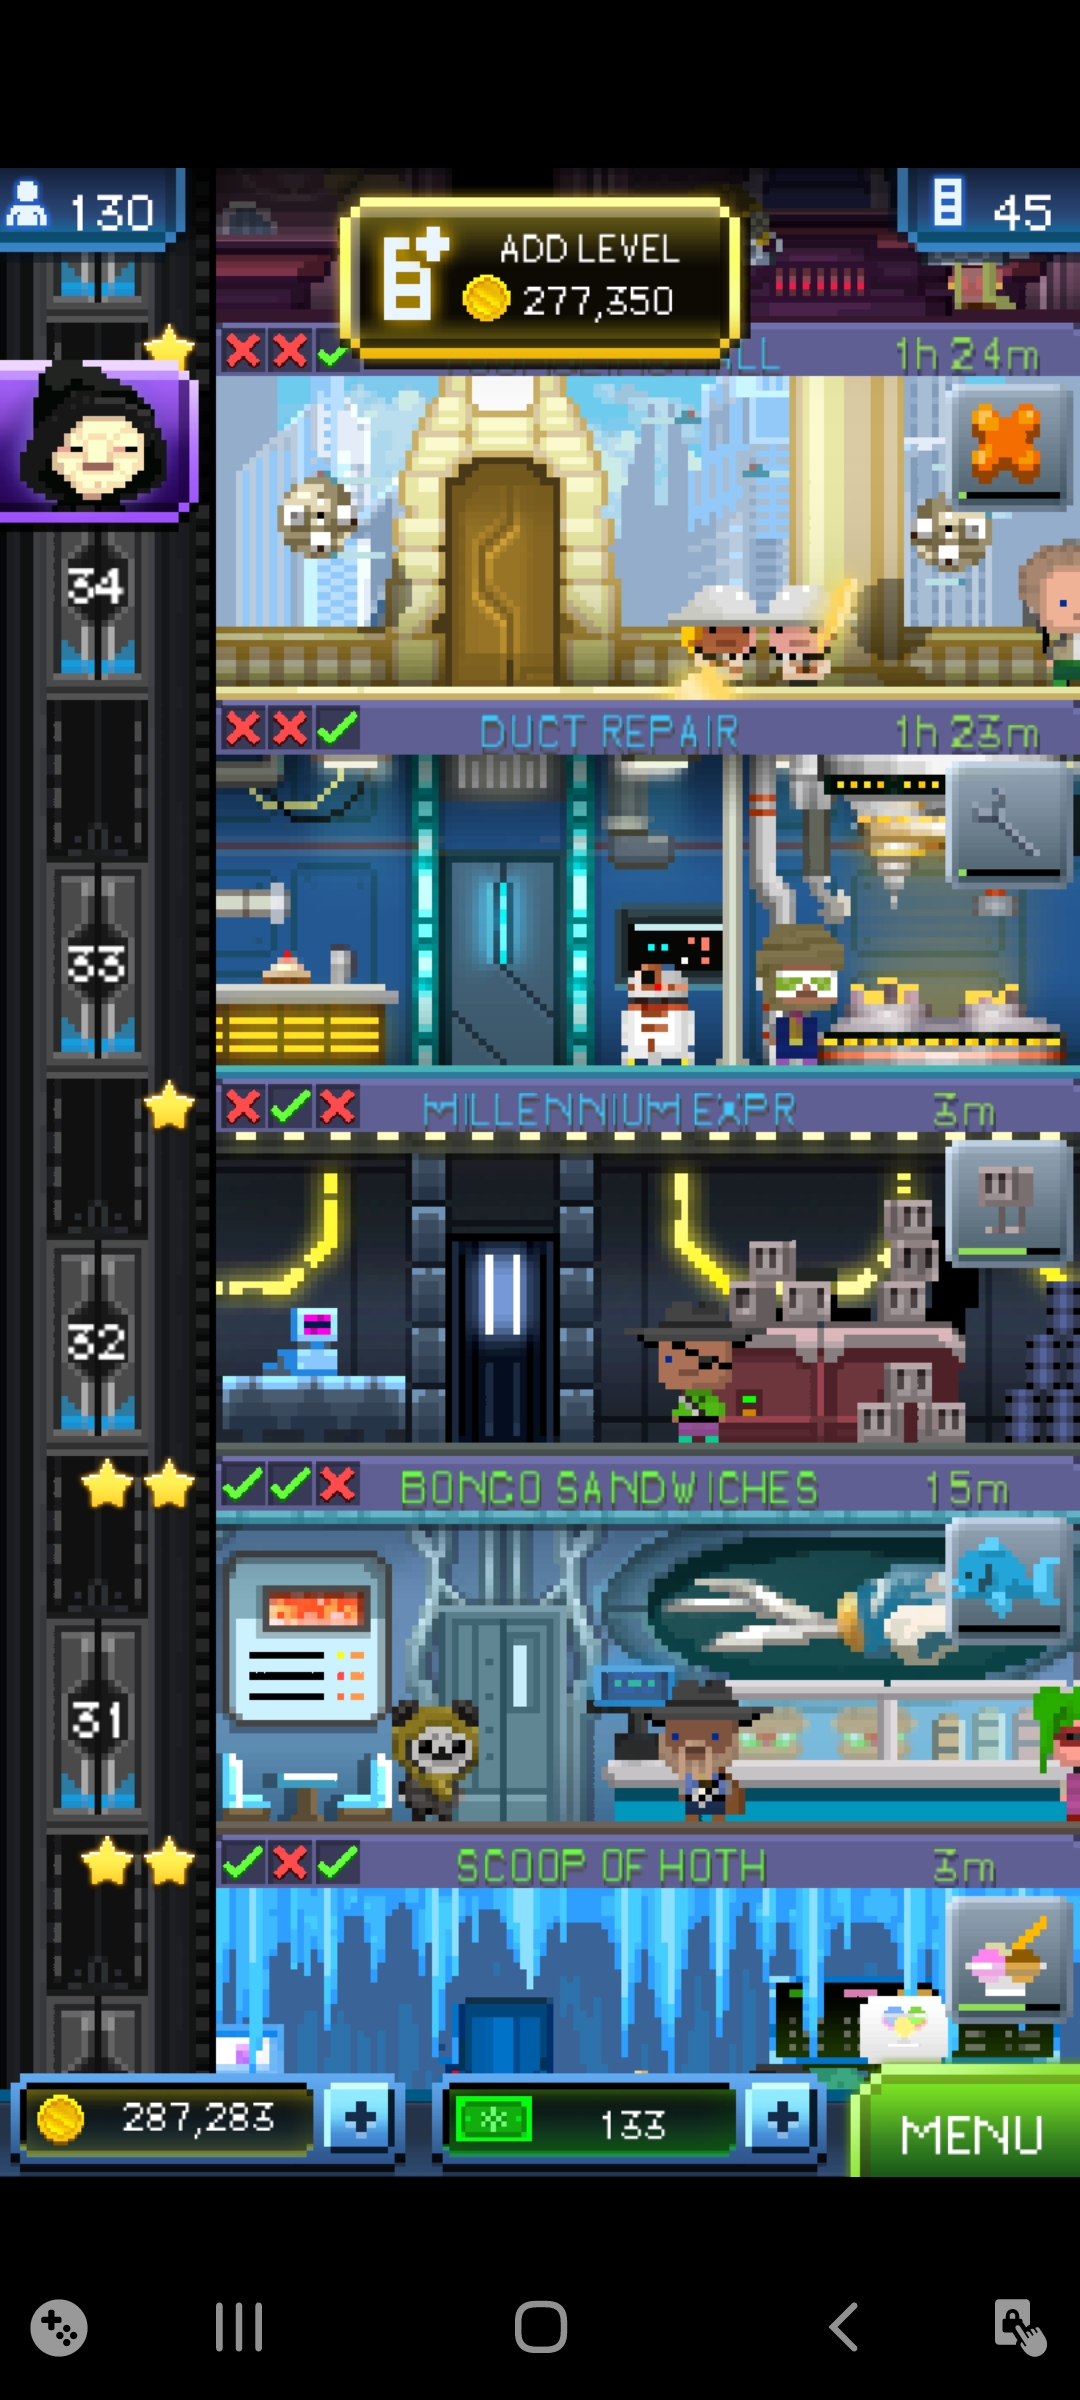 130
45
ADD LEVEL
277,350
1h 24m
34
DUCT REPAIR
1h 23m
33
MILLENNIUM EXPR
3m
32
BONGO SANDWICHES
15m
31
SCOOP OF HOTH
3m
287,283
133
MENU